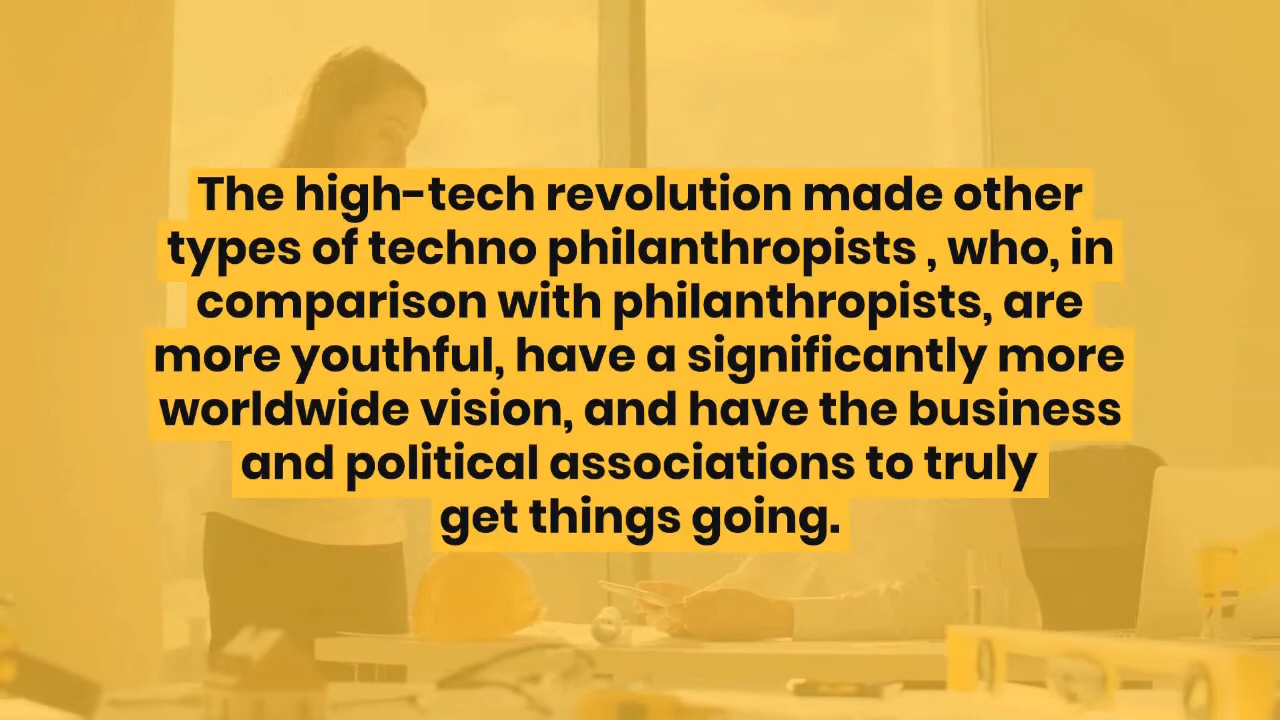 The high-tech revolution made other
types of techno philanthropists , who, in
comparison with philanthropists, are
more youthful, have a significantly more
worldwide vision, and have the business
and political associations to truly
get things going.